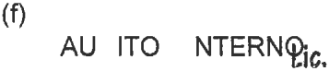 (f)
AU ITO NTERNO
Lic.